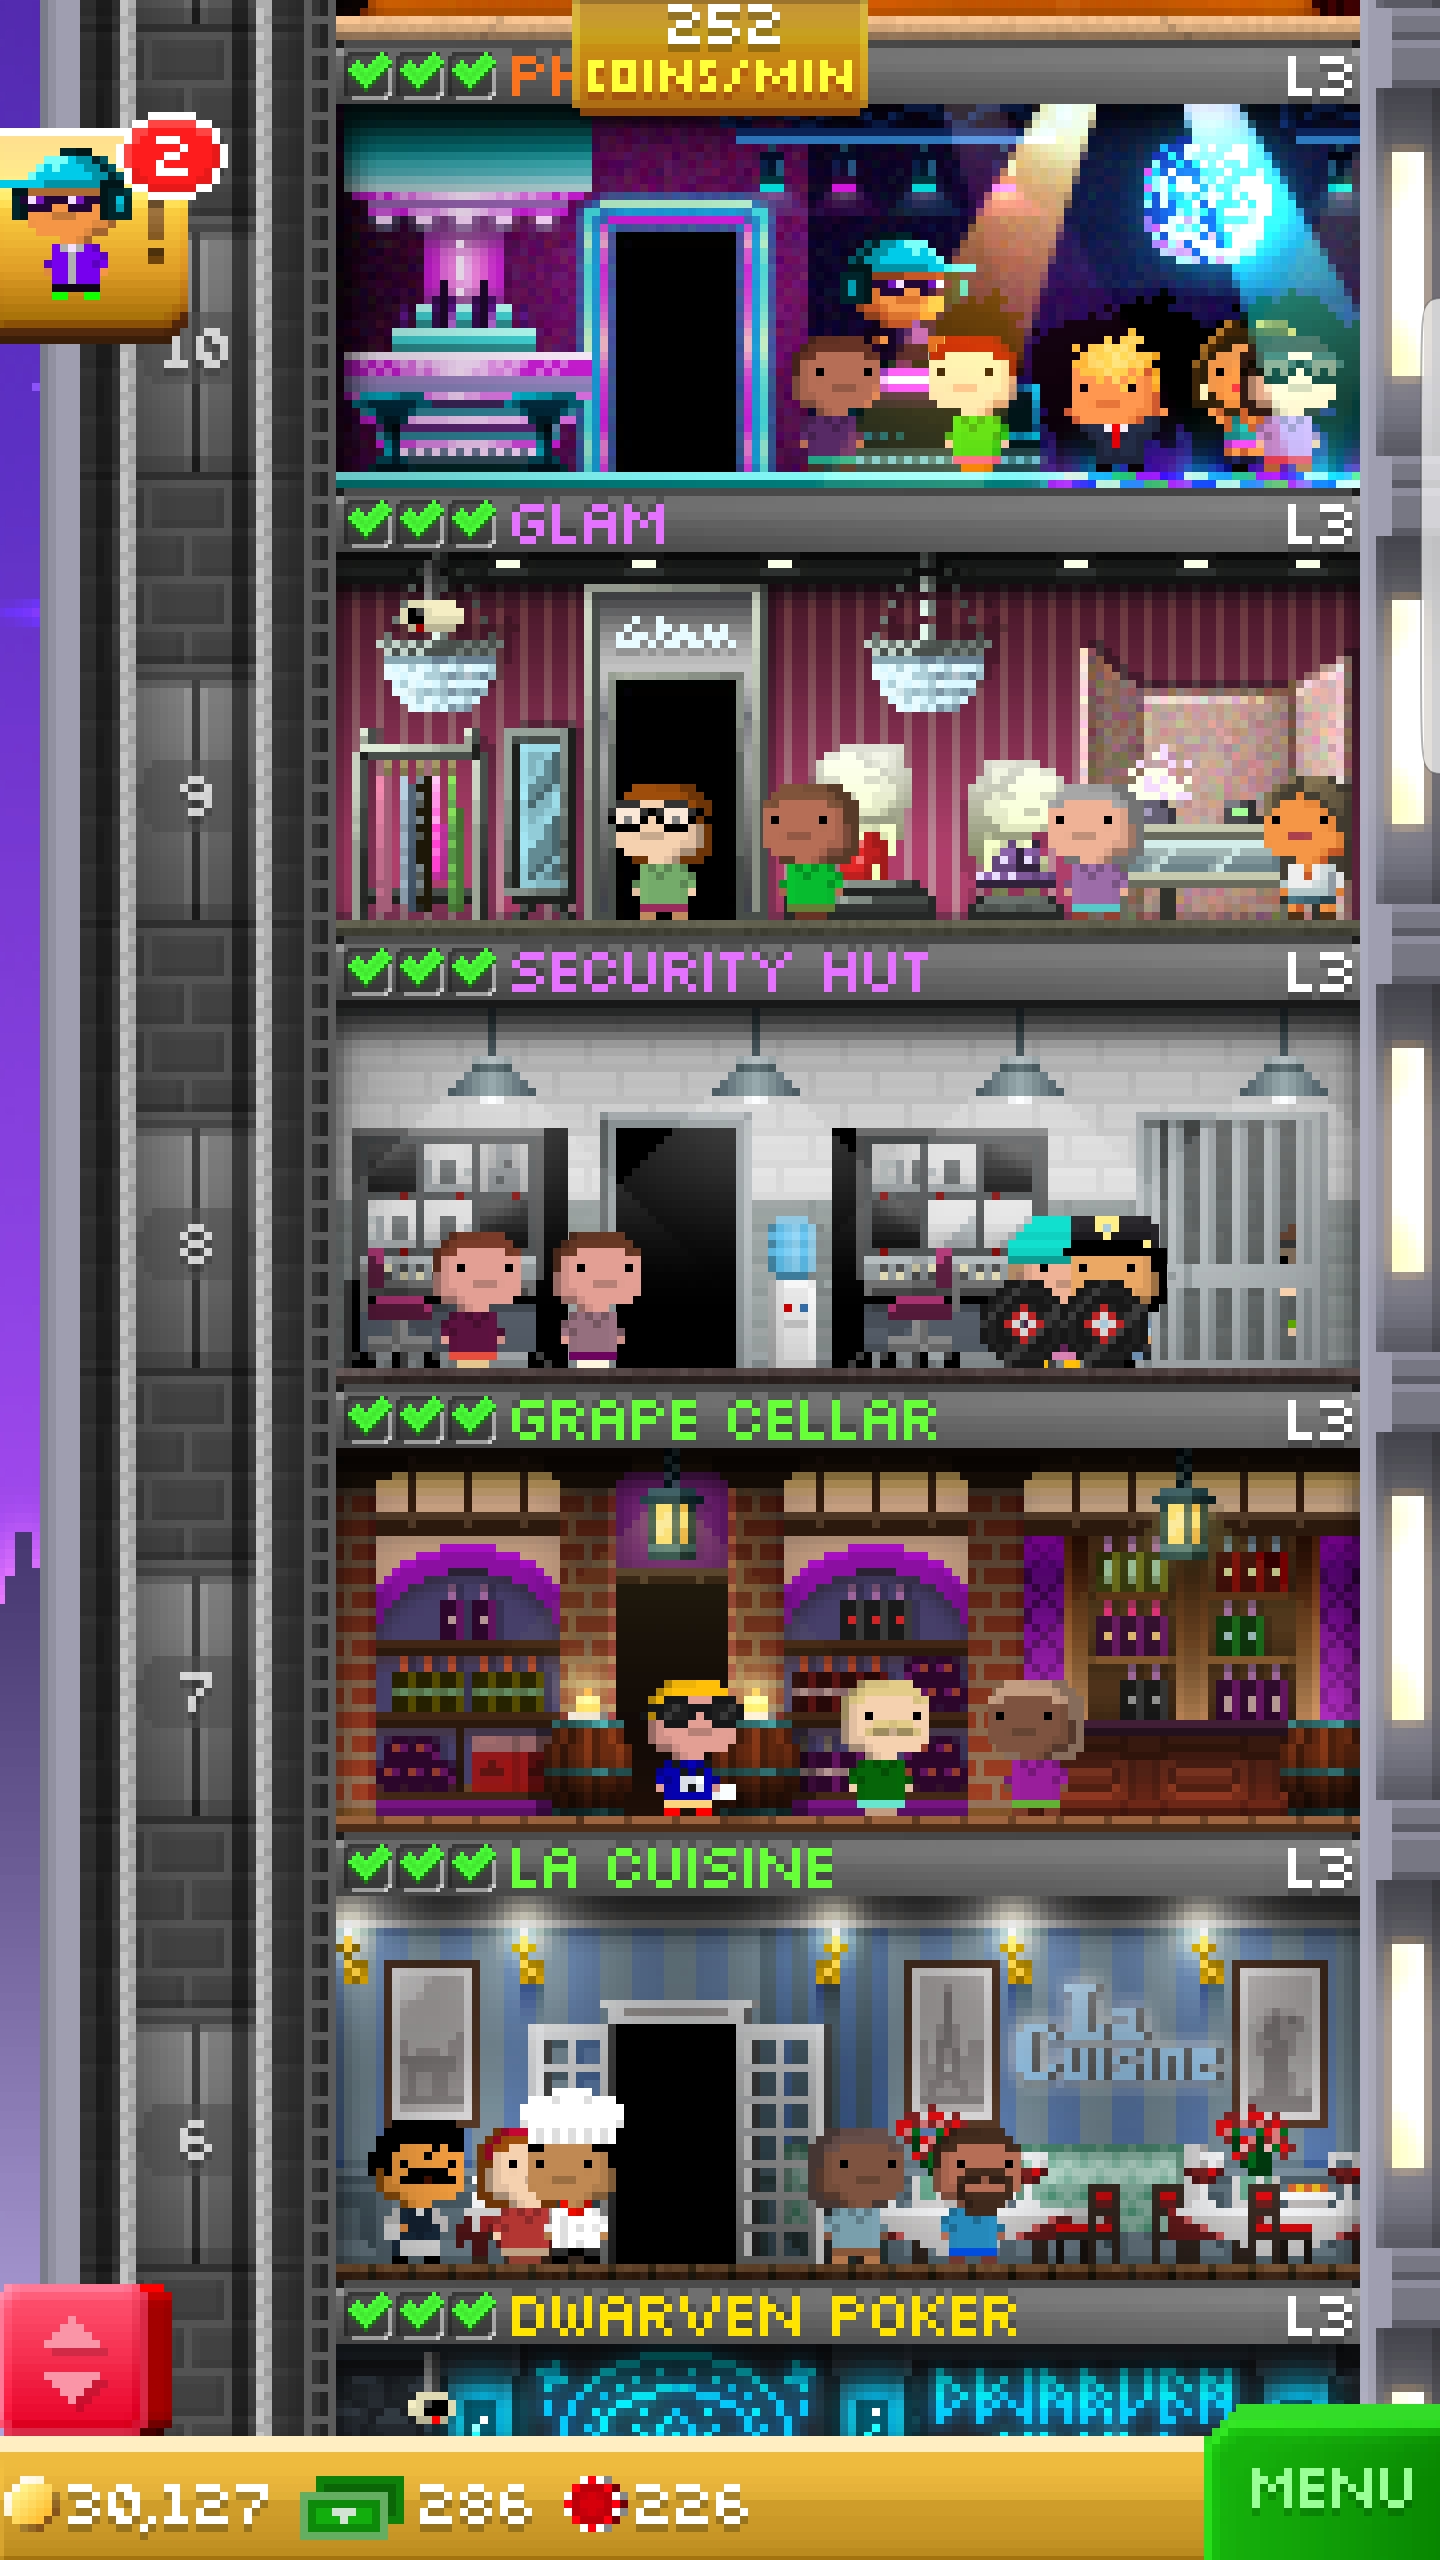 252
COINS/MIN
PH
L3
2
!
10
GLAM
L3
Glam
9
SECURITY HUT
L3
8
GRAPE CELLAR
L3
7
LA CUISINE
L3
La
Cuisine
6
DWARVEN POKER
L3
DWARVEN
30,127
286
226
MENU